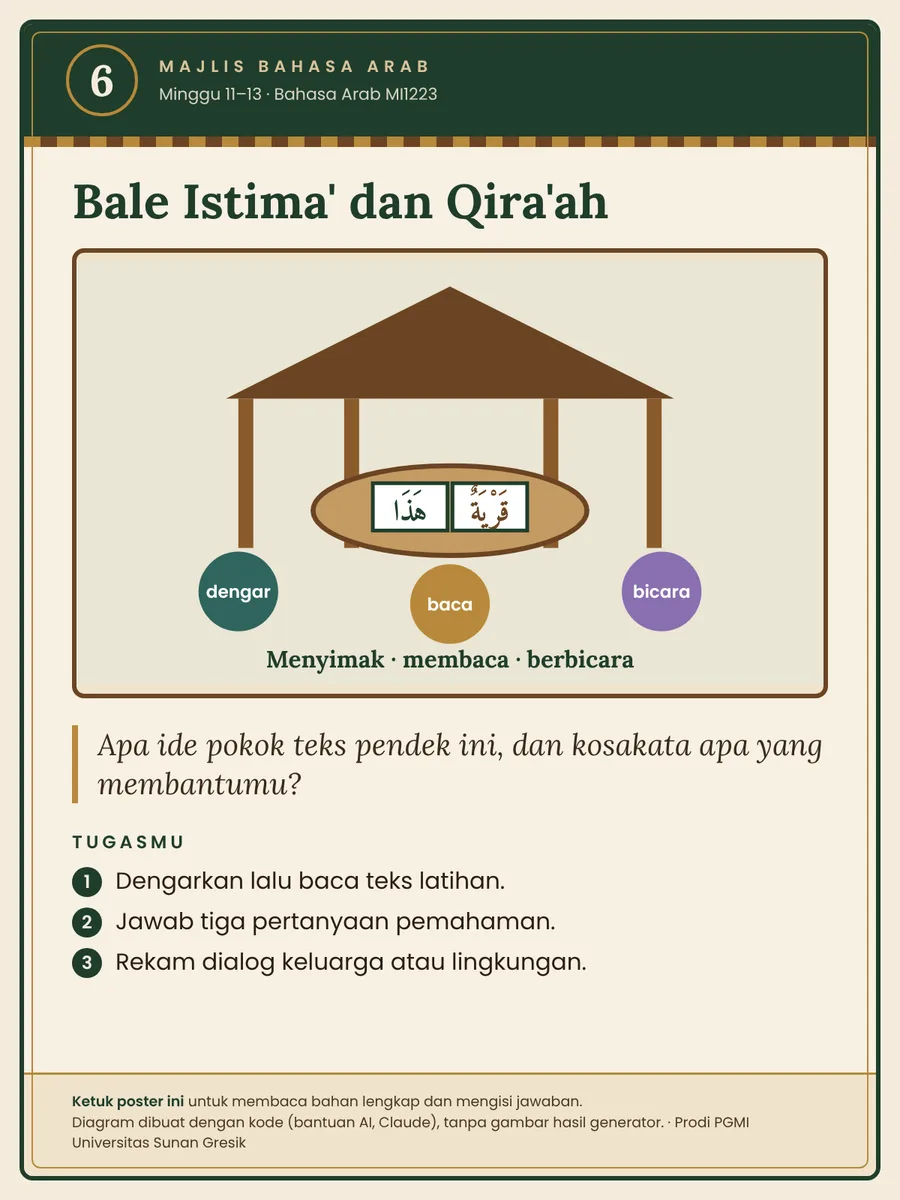 6
MAJLIS BAHASA ARAB
Minggu 11–13 · Bahasa Arab MI1223
Bale Istima' dan Qira'ah
هَذَا
قَرْيَةٌ
dengar
baca
bicara
Menyimak · membaca · berbicara
Apa ide pokok teks pendek ini, dan kosakata apa yang
membantumu?
TUGASMU
1 Dengarkan lalu baca teks latihan.
2 Jawab tiga pertanyaan pemahaman.
3 Rekam dialog keluarga atau lingkungan.
Ketuk poster ini untuk membaca bahan lengkap dan mengisi jawaban.
Diagram dibuat dengan kode (bantuan AI, Claude), tanpa gambar hasil generator. · Prodi PGMI
Universitas Sunan Gresik